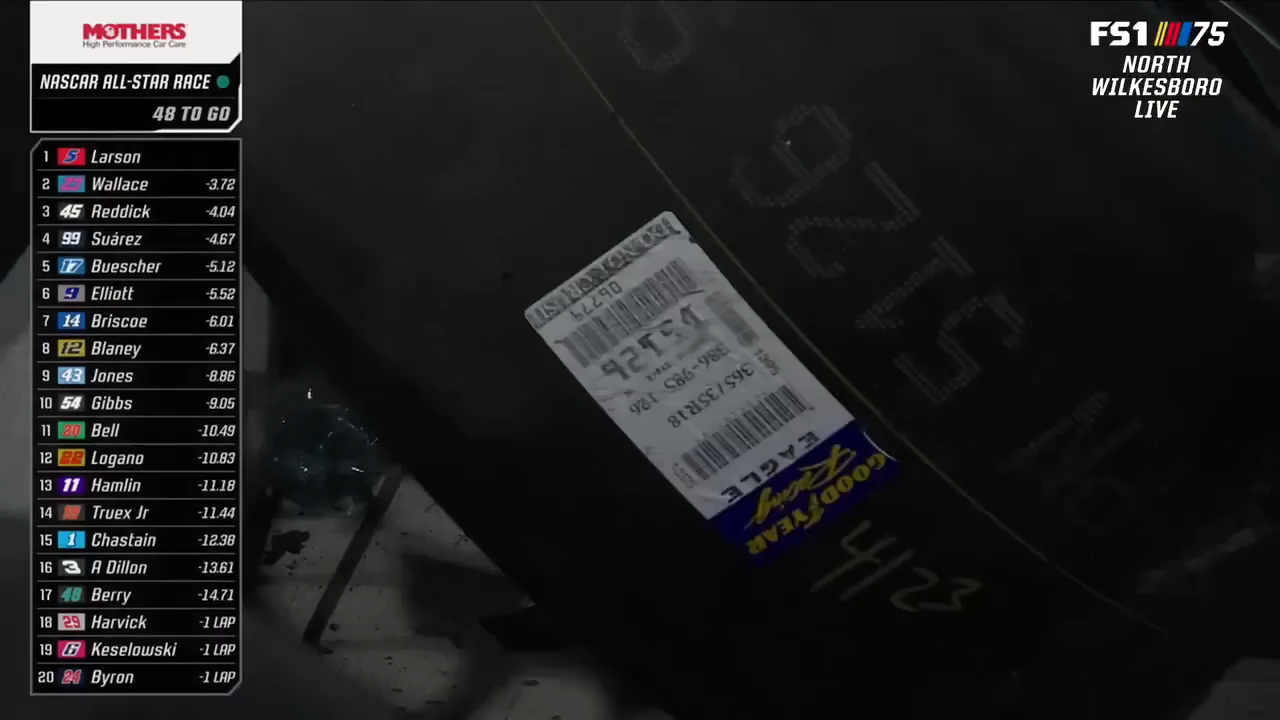 MOTHERS
High Performance Car Care
NASCAR ALL-STAR RACE
48 TO GO
1 5 Larson
2 23 Wallace -3.72
3 45 Reddick -4.04
4 99 Suárez -4.67
5 17 Buescher -5.12
6 9 Elliott -5.52
7 14 Briscoe -6.01
8 12 Blaney -6.37
9 43 Jones -8.86
10 54 Gibbs -9.05
11 20 Bell -10.49
12 22 Logano -10.83
13 11 Hamlin -11.18
14 19 Truex Jr -11.44
15 1 Chastain -12.38
16 3 A Dillon -13.61
17 48 Berry -14.71
18 29 Harvick -1 LAP
19 6 Keselowski -1 LAP
20 24 Byron -1 LAP
FS1 75
NORTH
WILKESBORO
LIVE
GOODYEAR
Racing
EAGLE
365/35R18
4/23